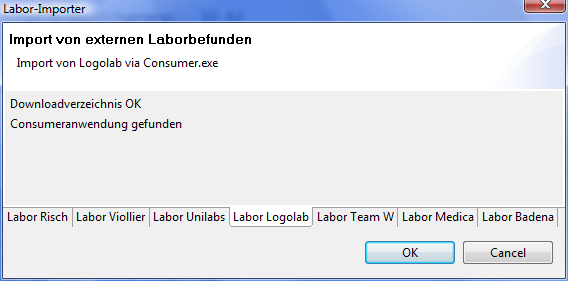 Labor-Importer
Import von externen Laborbefunden
Import von Logolab via Consumer.exe
Downloadverzeichnis OK
Consumeranwendung gefunden
Labor Risch Labor Viollier Labor Unilabs Labor Logolab Labor Team W Labor Medica Labor Badena
OK Cancel